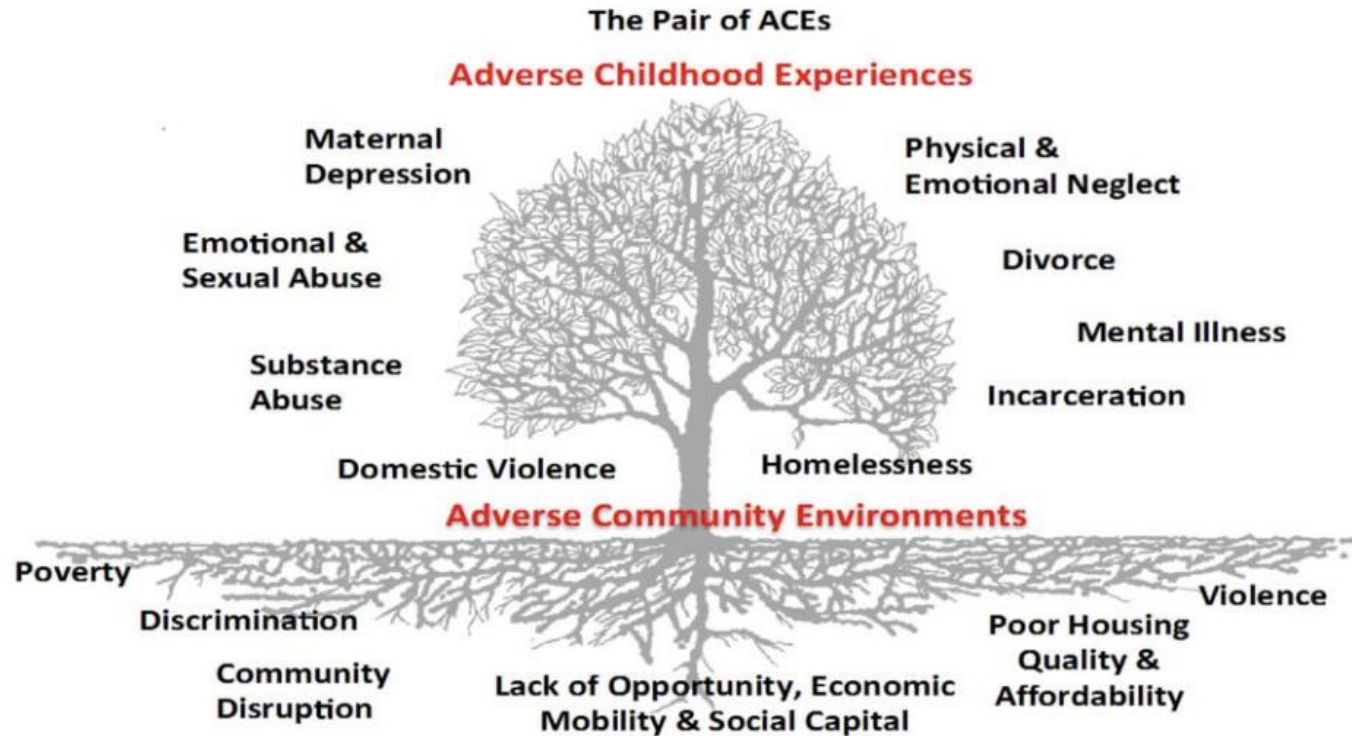 The Pair of ACEs
Adverse Childhood Experiences
Maternal
Depression
Physical &
Emotional Neglect
Emotional &
Sexual Abuse
Divorce
Mental Illness
Substance
Abuse
Incarceration
Domestic Violence
Homelessness
Adverse Community Environments
Poverty
Discrimination
Violence
Community
Disruption
Lack of Opportunity, Economic
Mobility & Social Capital
Poor Housing
Quality &
Affordability